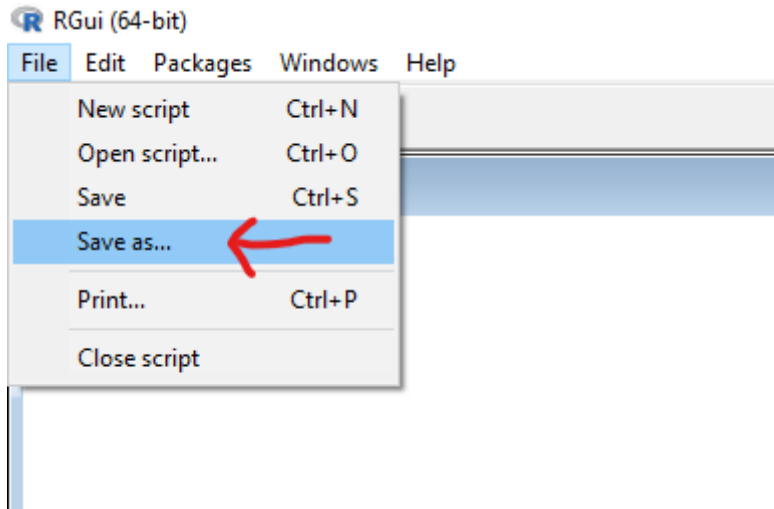 R RGui (64-bit)
File Edit Packages Windows Help
New script Ctrl+N
Open script... Ctrl+O
Save Ctrl+S
Save as...
Print... Ctrl+P
Close script